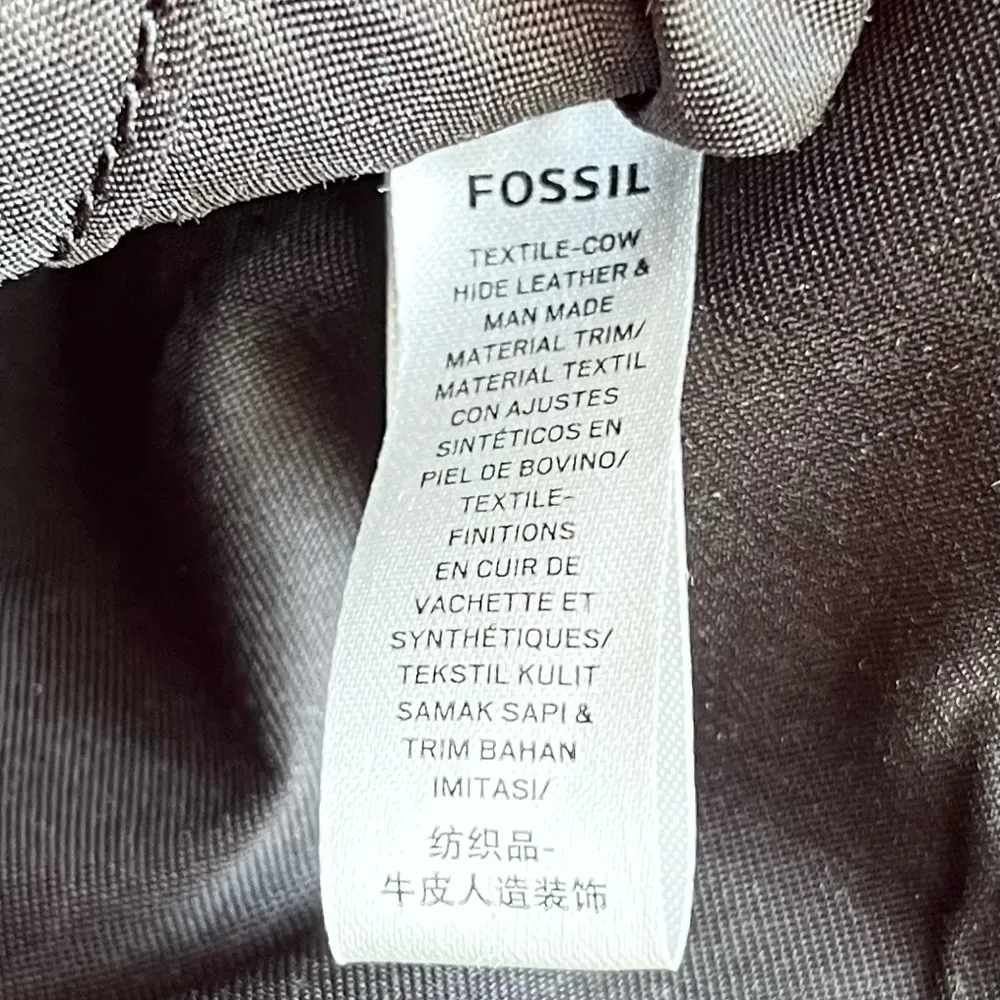 FOSSIL
TEXTILE-COW
HIDE LEATHER &
MAN MADE
MATERIAL TRIM/
MATERIAL TEXTIL
CON AJUSTES
SINTÉTICOS EN
PIEL DE BOVINO/
TEXTILE-
FINITIONS
EN CUIR DE
VACHETTE ET
SYNTHÉTIQUES/
TEKSTIL KULIT
SAMAK SAPI &
TRIM BAHAN
IMITASI/
纺织品-
牛皮人造装饰